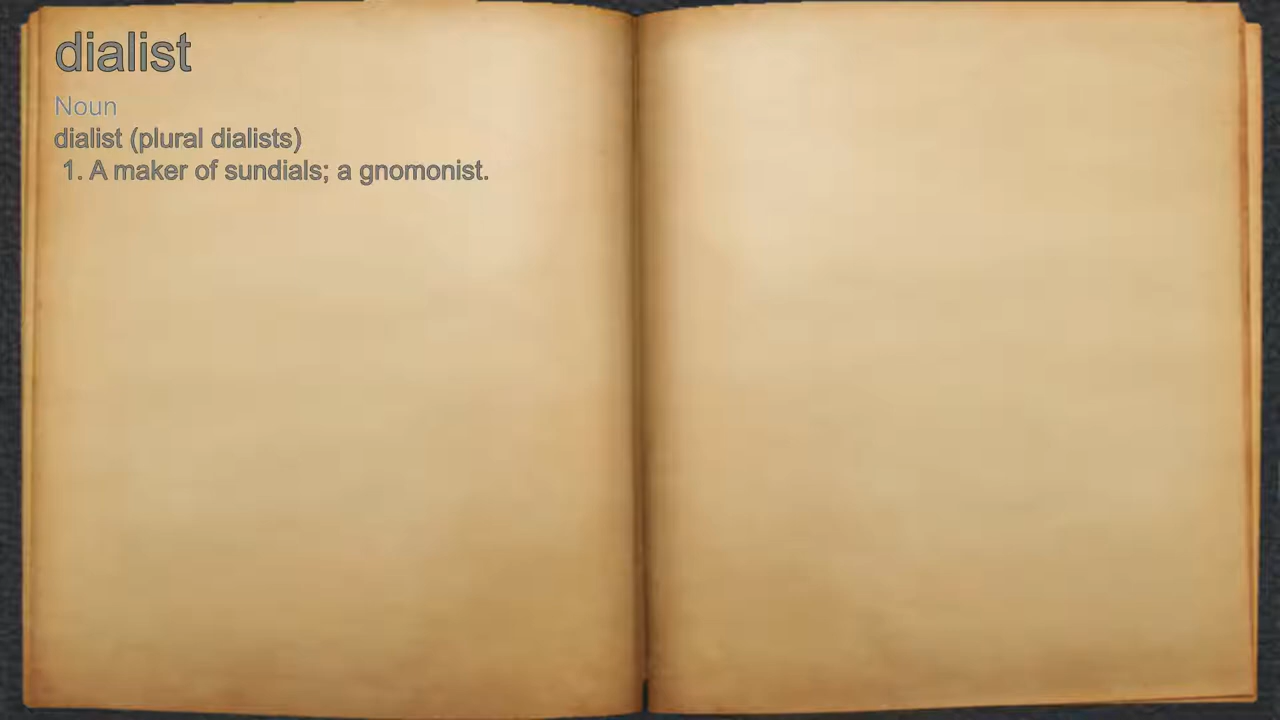 dialist
Noun
dialist (plural dialists)
1. A maker of sundials; a gnomonist.